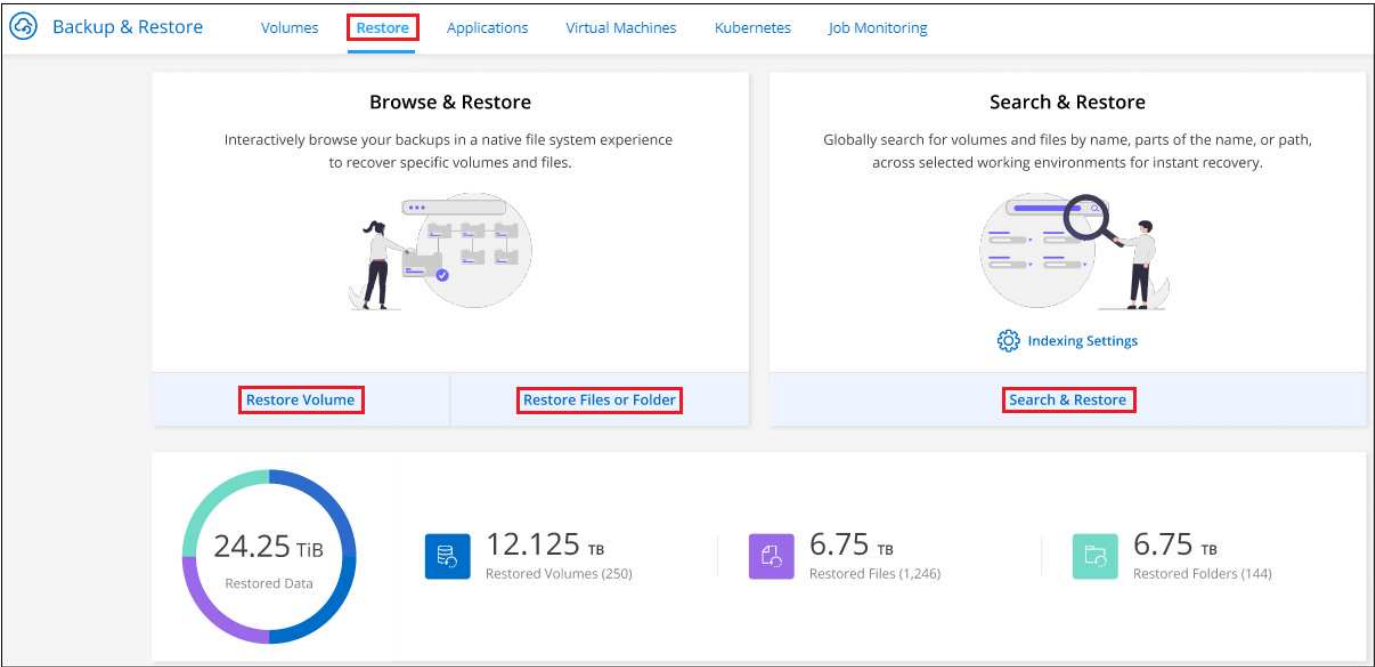 Backup & Restore
Volumes
Restore
Applications
Virtual Machines
Kubernetes
Job Monitoring
Browse & Restore
Interactively browse your backups in a native file system experience
to recover specific volumes and files.
Restore Volume
Restore Files or Folder
Search & Restore
Globally search for volumes and files by name, parts of the name, or path,
across selected working environments for instant recovery.
Indexing Settings
Search & Restore
24.25 TiB
Restored Data
12.125 TB
Restored Volumes (250)
6.75 TB
Restored Files (1,246)
6.75 TB
Restored Folders (144)